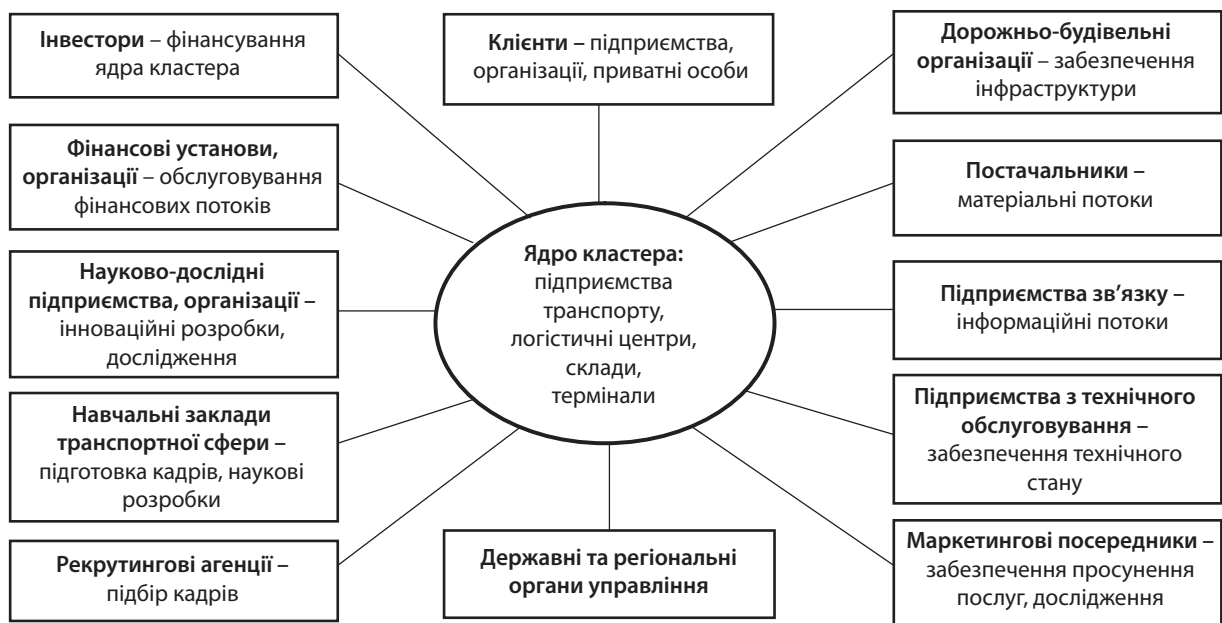 Інвестори – фінансування
ядра кластера
Клієнти – підприємства,
організації, приватні особи
Дорожньо-будівельні
організації – забезпечення
інфраструктури
Фінансові установи,
організації – обслуговування
фінансових потоків
Постачальники –
матеріальні потоки
Ядро кластера:
підприємства
транспорту,
логістичні центри,
склади,
термінали
Науково-дослідні
підприємства, організації –
інноваційні розробки,
дослідження
Підприємства зв’язку –
інформаційні потоки
Навчальні заклади
транспортної сфери –
підготовка кадрів, наукові
розробки
Підприємства з технічного
обслуговування –
забезпечення технічного
стану
Рекрутингові агенції –
підбір кадрів
Державні та регіональні
органи управління
Маркетингові посередники –
забезпечення просунення
послуг, дослідження